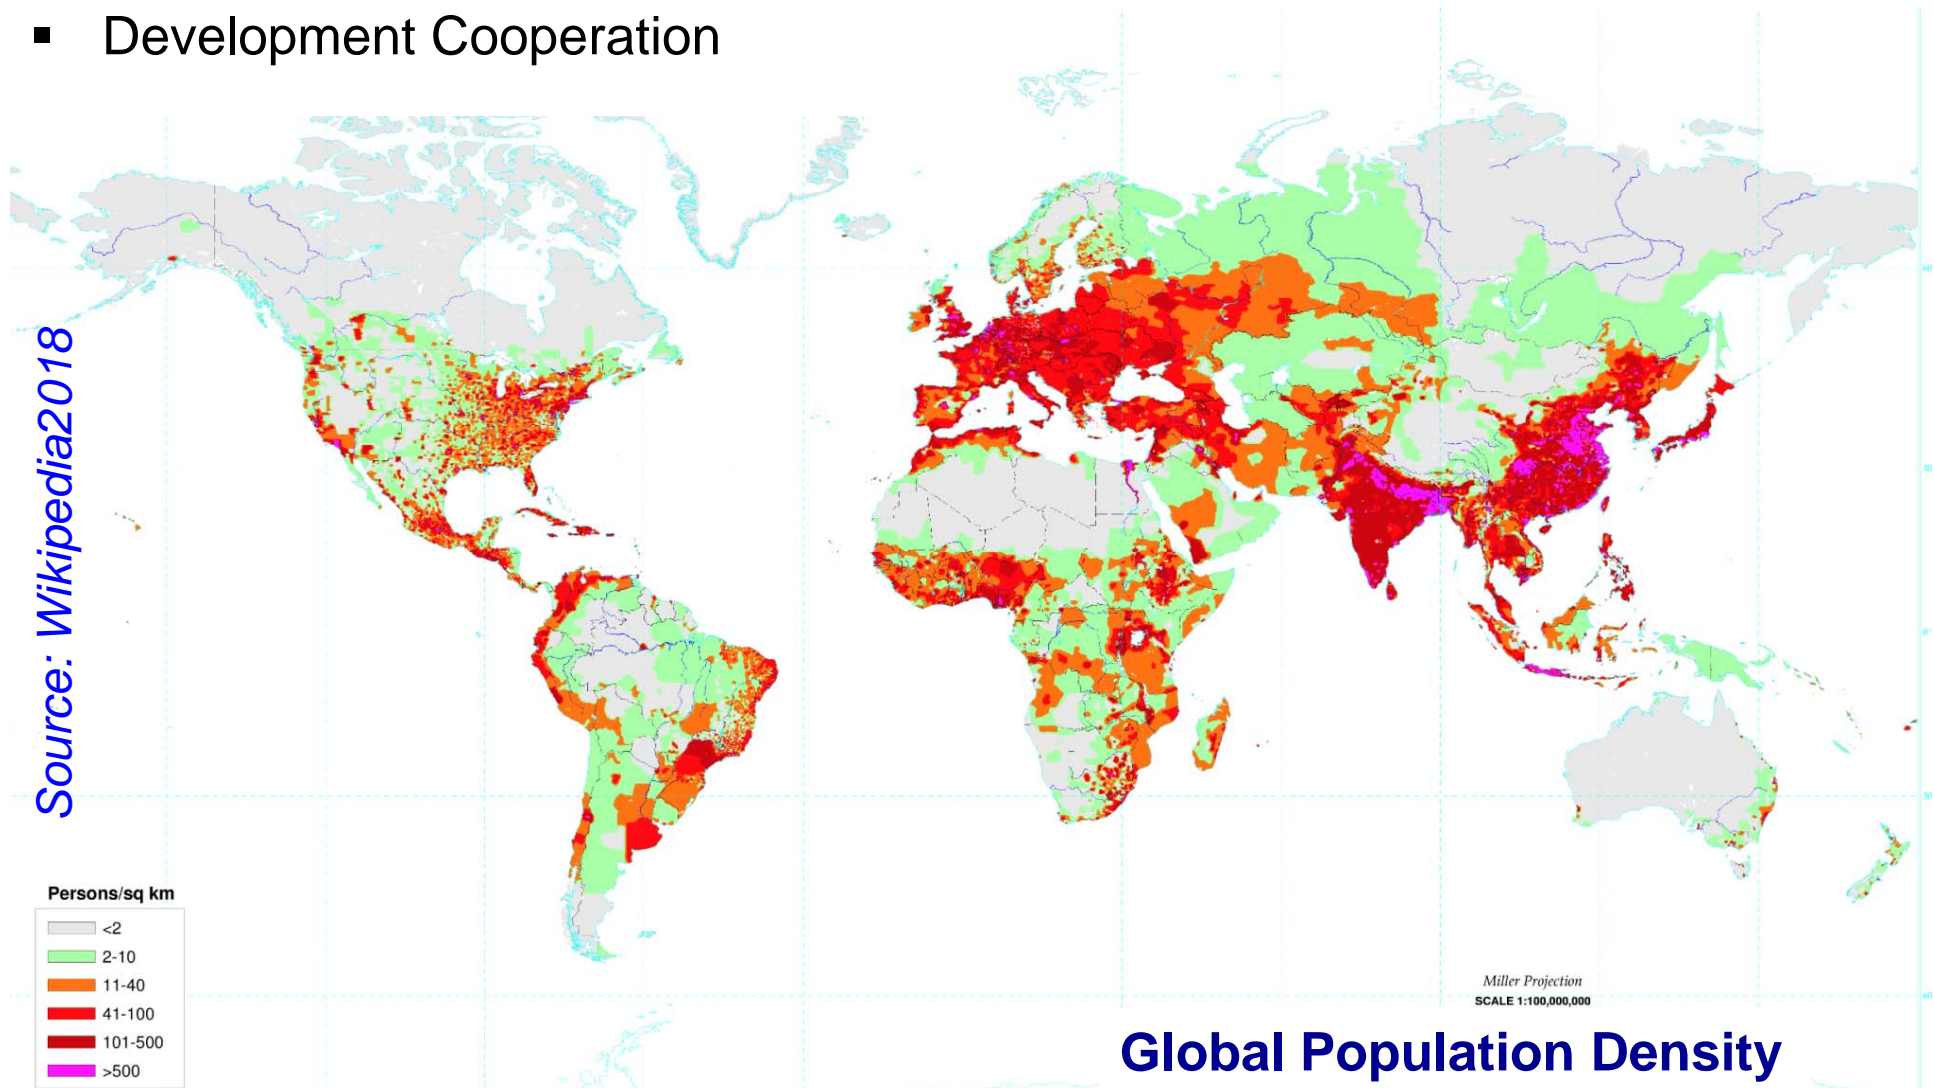 ▪ Development Cooperation
Source: Wikipedia2018
Persons/sq km
<2
2-10
11-40
41-100
101-500
>500
Miller Projection
SCALE 1:100,000,000
Global Population Density